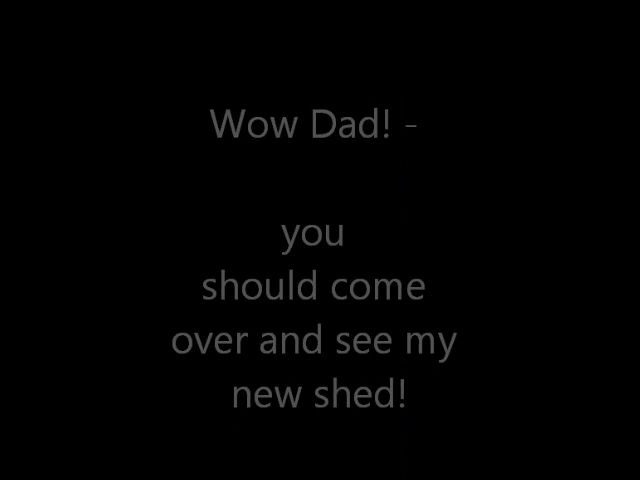 Wow Dad! -
you
should come
over and see my
new shed!